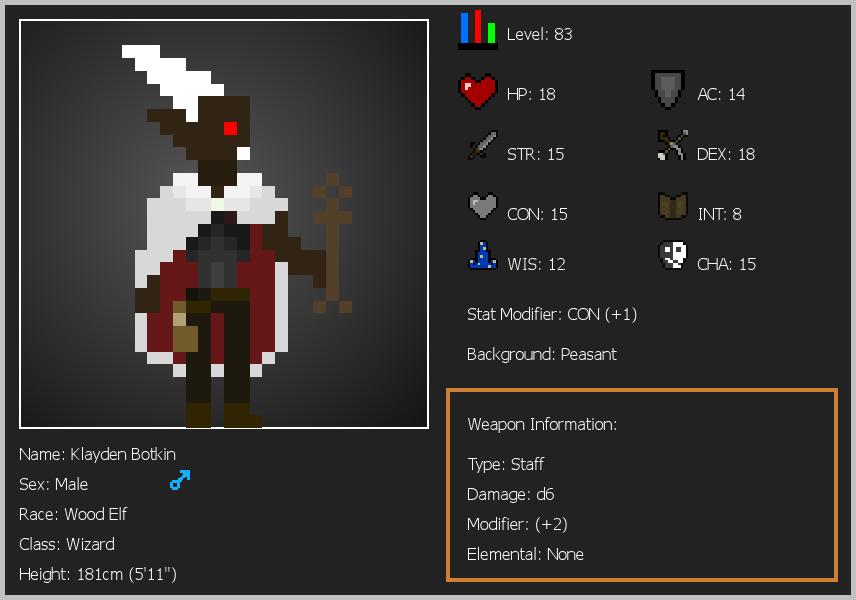 Level: 83
HP: 18
AC: 14
STR: 15
DEX: 18
CON: 15
INT: 8
WIS: 12
CHA: 15
Stat Modifier: CON (+1)
Background: Peasant
Weapon Information:
Type: Staff
Damage: d6
Modifier: (+2)
Elemental: None
Name: Klayden Botkin
Sex: Male
Race: Wood Elf
Class: Wizard
Height: 181cm (5'11")